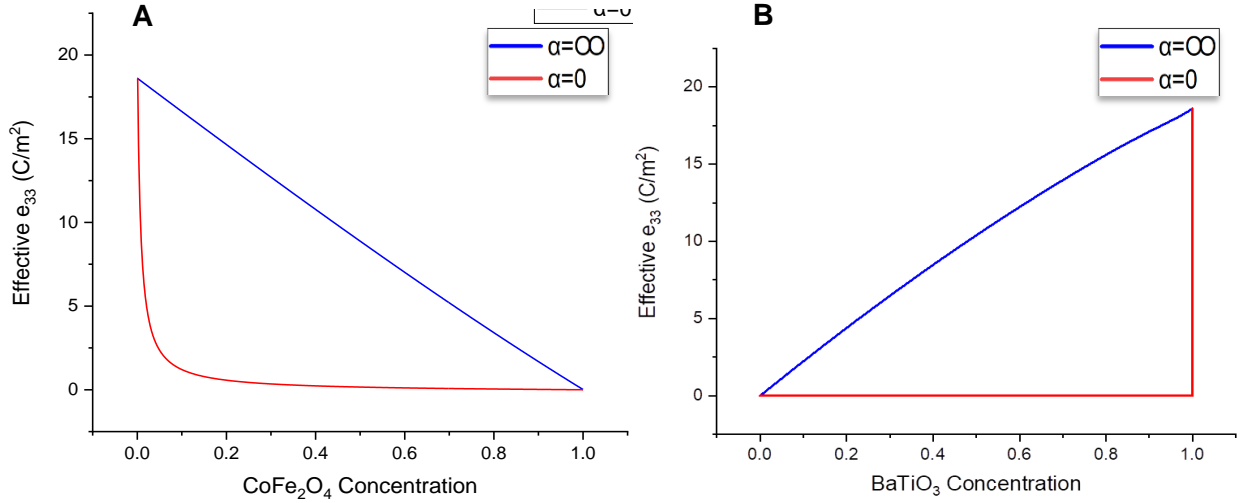 A
α=0
α=∞
α=0
20
15
10
5
0
0.0 0.2 0.4 0.6 0.8 1.0
Effective e₃₃ (C/m²)
CoFe₂O₄ Concentration
B
α=∞
α=0
20
15
10
5
0
0.0 0.2 0.4 0.6 0.8 1.0
Effective e₃₃ (C/m²)
BaTiO₃ Concentration